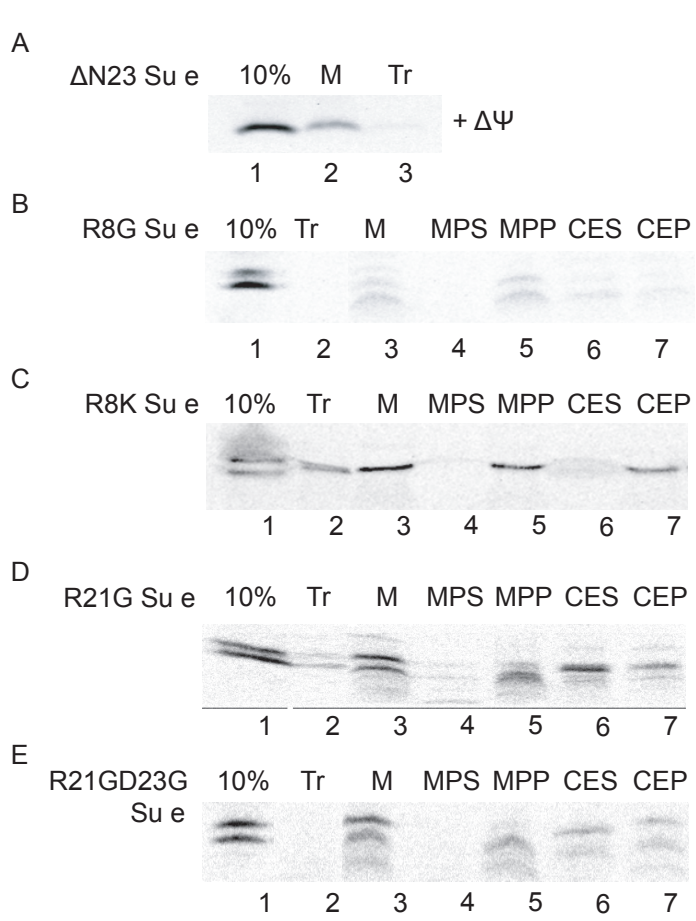 A
ΔN23 Su e 10% M Tr
+ ΔΨ
1 2 3
B
R8G Su e 10% Tr M MPS MPP CES CEP
1 2 3 4 5 6 7
C
R8K Su e 10% Tr M MPS MPP CES CEP
1 2 3 4 5 6 7
D
R21G Su e 10% Tr M MPS MPP CES CEP
1 2 3 4 5 6 7
E
R21GD23G 10% Tr M MPS MPP CES CEP
Su e
1 2 3 4 5 6 7